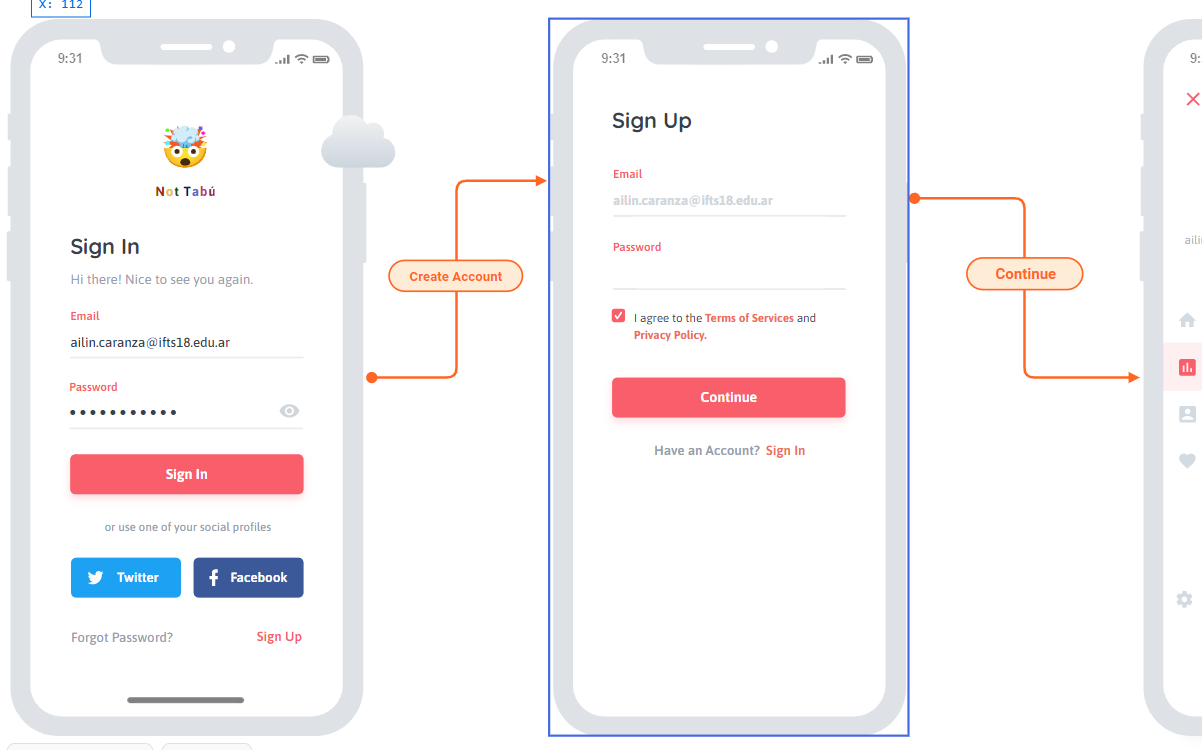 X: 112
9:31
Not Tabú
Sign In
Hi there! Nice to see you again.
Email
ailin.caranza@ifts18.edu.ar
Password
Sign In
or use one of your social profiles
Twitter
Facebook
Forgot Password?
Sign Up
Create Account
9:31
Sign Up
Email
ailin.caranza@ifts18.edu.ar
Password
I agree to the Terms of Services and
Privacy Policy.
Continue
Have an Account? Sign In
Continue
9: